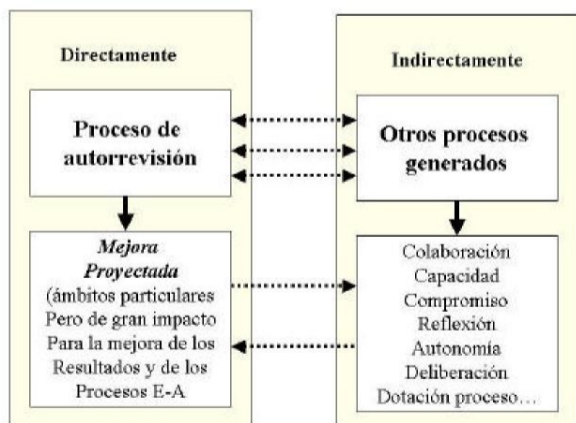 Directamente
Proceso de
autorrevisión
Mejora
Proyectada
(ámbitos particulares
Pero de gran impacto
Para la mejora de los
Resultados y de los
Procesos E-A
Indirectamente
Otros procesos
generados
Colaboración
Capacidad
Compromiso
Reflexión
Autonomía
Deliberación
Dotación proceso…